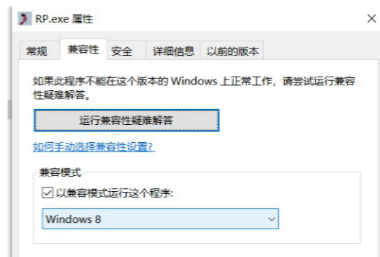 RP.exe 属性
常规 兼容性 安全 详细信息 以前的版本
如果此程序不能在这个版本的 Windows 上正常工作，请尝试运行兼容
性疑难解答。
运行兼容性疑难解答
如何手动选择兼容性设置?
兼容模式
以兼容模式运行这个程序:
Windows 8